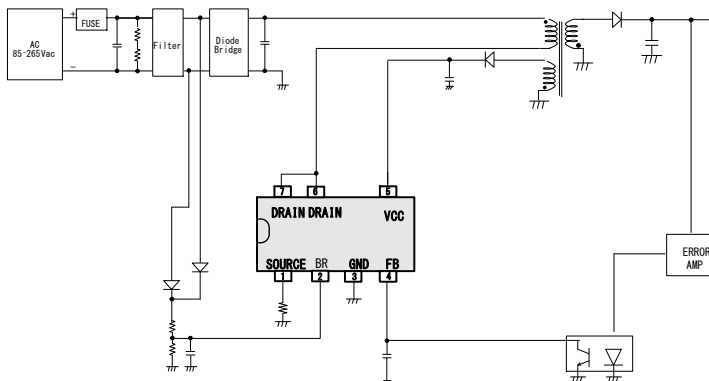 AC
85-265Vac
+
-
FUSE
Filter
Diode
Bridge
7
6
5
DRAIN DRAIN
VCC
SOURCE BR GND FB
1
2
3
4
ERROR
AMP